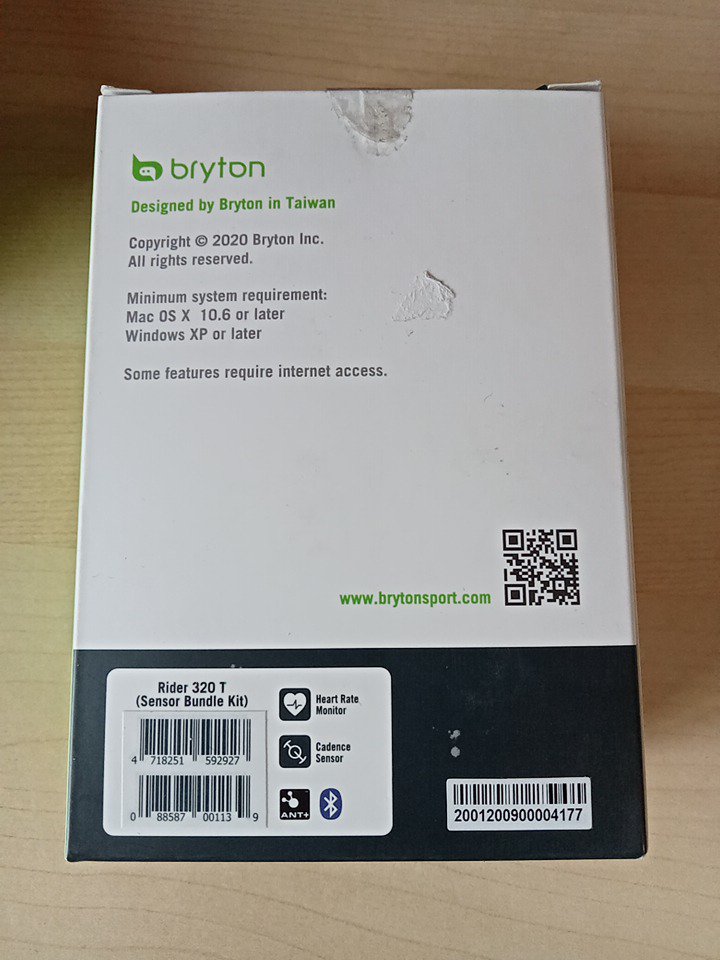 bryton
Designed by Bryton in Taiwan
Copyright © 2020 Bryton Inc.
All rights reserved.
Minimum system requirement:
Mac OS X 10.6 or later
Windows XP or later
Some features require internet access.
www.brytonsport.com
Rider 320 T
(Sensor Bundle Kit)
4 718251 592927
0 88587 00113 9
Heart Rate
Monitor
Cadence
Sensor
ANT+
2001200900004177